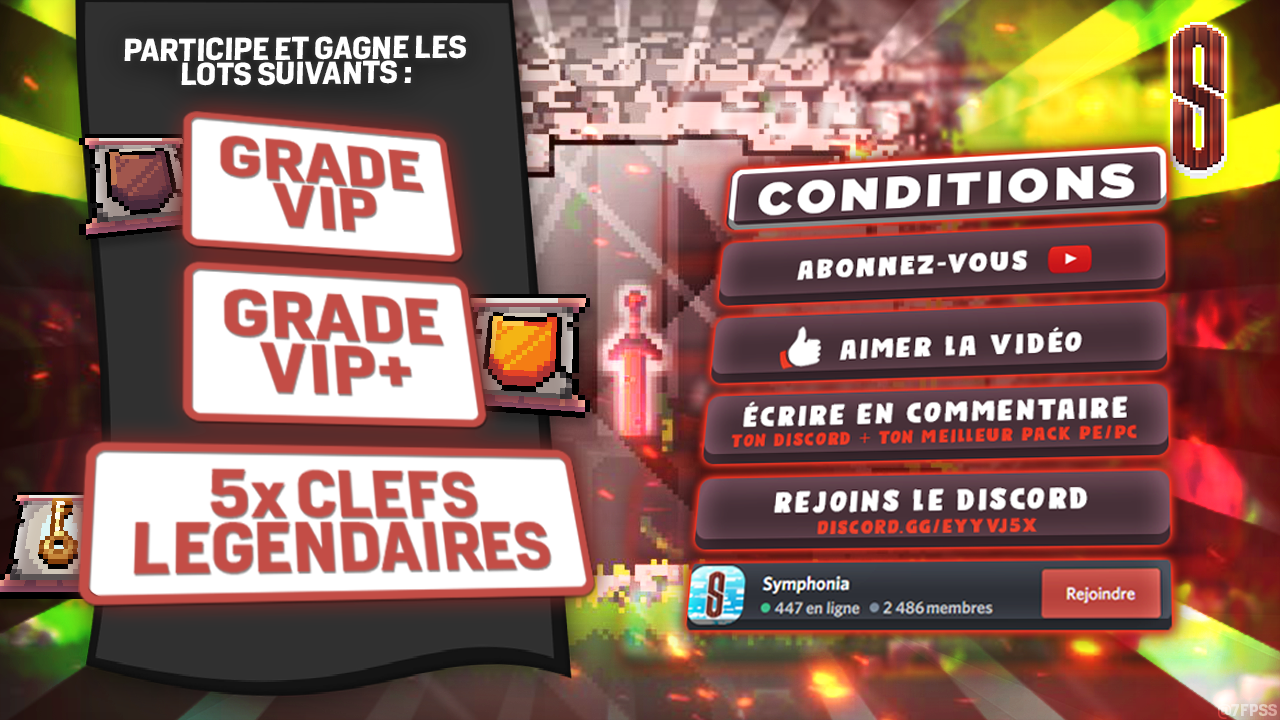 PARTICIPE ET GAGNE LES
LOTS SUIVANTS :
GRADE
VIP
GRADE
VIP+
5x CLEFS
LEGENDAIRES
S
CONDITIONS
ABONNEZ-VOUS
AIMER LA VIDÉO
ÉCRIRE EN COMMENTAIRE
TON DISCORD + TON MEILLEUR PACK PE/PC
REJOINS LE DISCORD
DISCORD.GG/EYYVJ5X
S
Symphonia
447 en ligne 2 486 membres
Rejoindre
@7FPSS